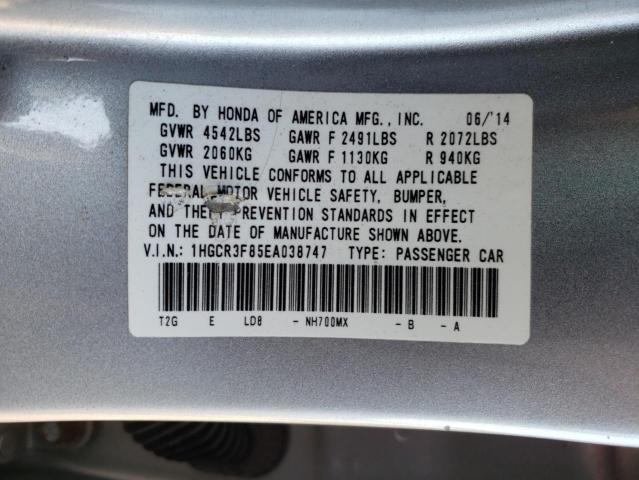 MFD. BY HONDA OF AMERICA MFG., INC. 06/'14
GVWR 4542LBS GAWR F 2491LBS R 2072LBS
GVWR 2060KG GAWR F 1130KG R 940KG
THIS VEHICLE CONFORMS TO ALL APPLICABLE
FEDERAL MOTOR VEHICLE SAFETY, BUMPER,
AND THEFT PREVENTION STANDARDS IN EFFECT
ON THE DATE OF MANUFACTURE SHOWN ABOVE.
V.I.N.: 1HGCR3F85EA038747 TYPE: PASSENGER CAR
T2G E LD8 - NH700MX - B - A